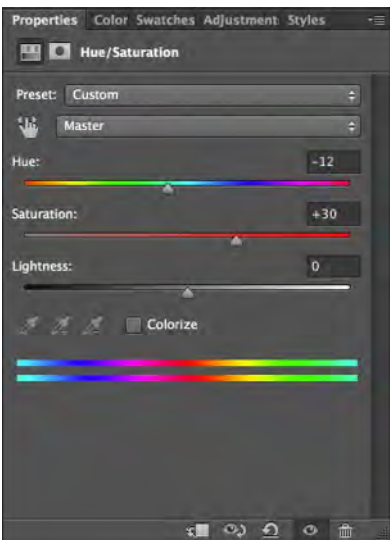 Properties Color Swatches Adjustment Styles
Hue/Saturation
Preset: Custom
Master
Hue: -12
Saturation: +30
Lightness: 0
Colorize